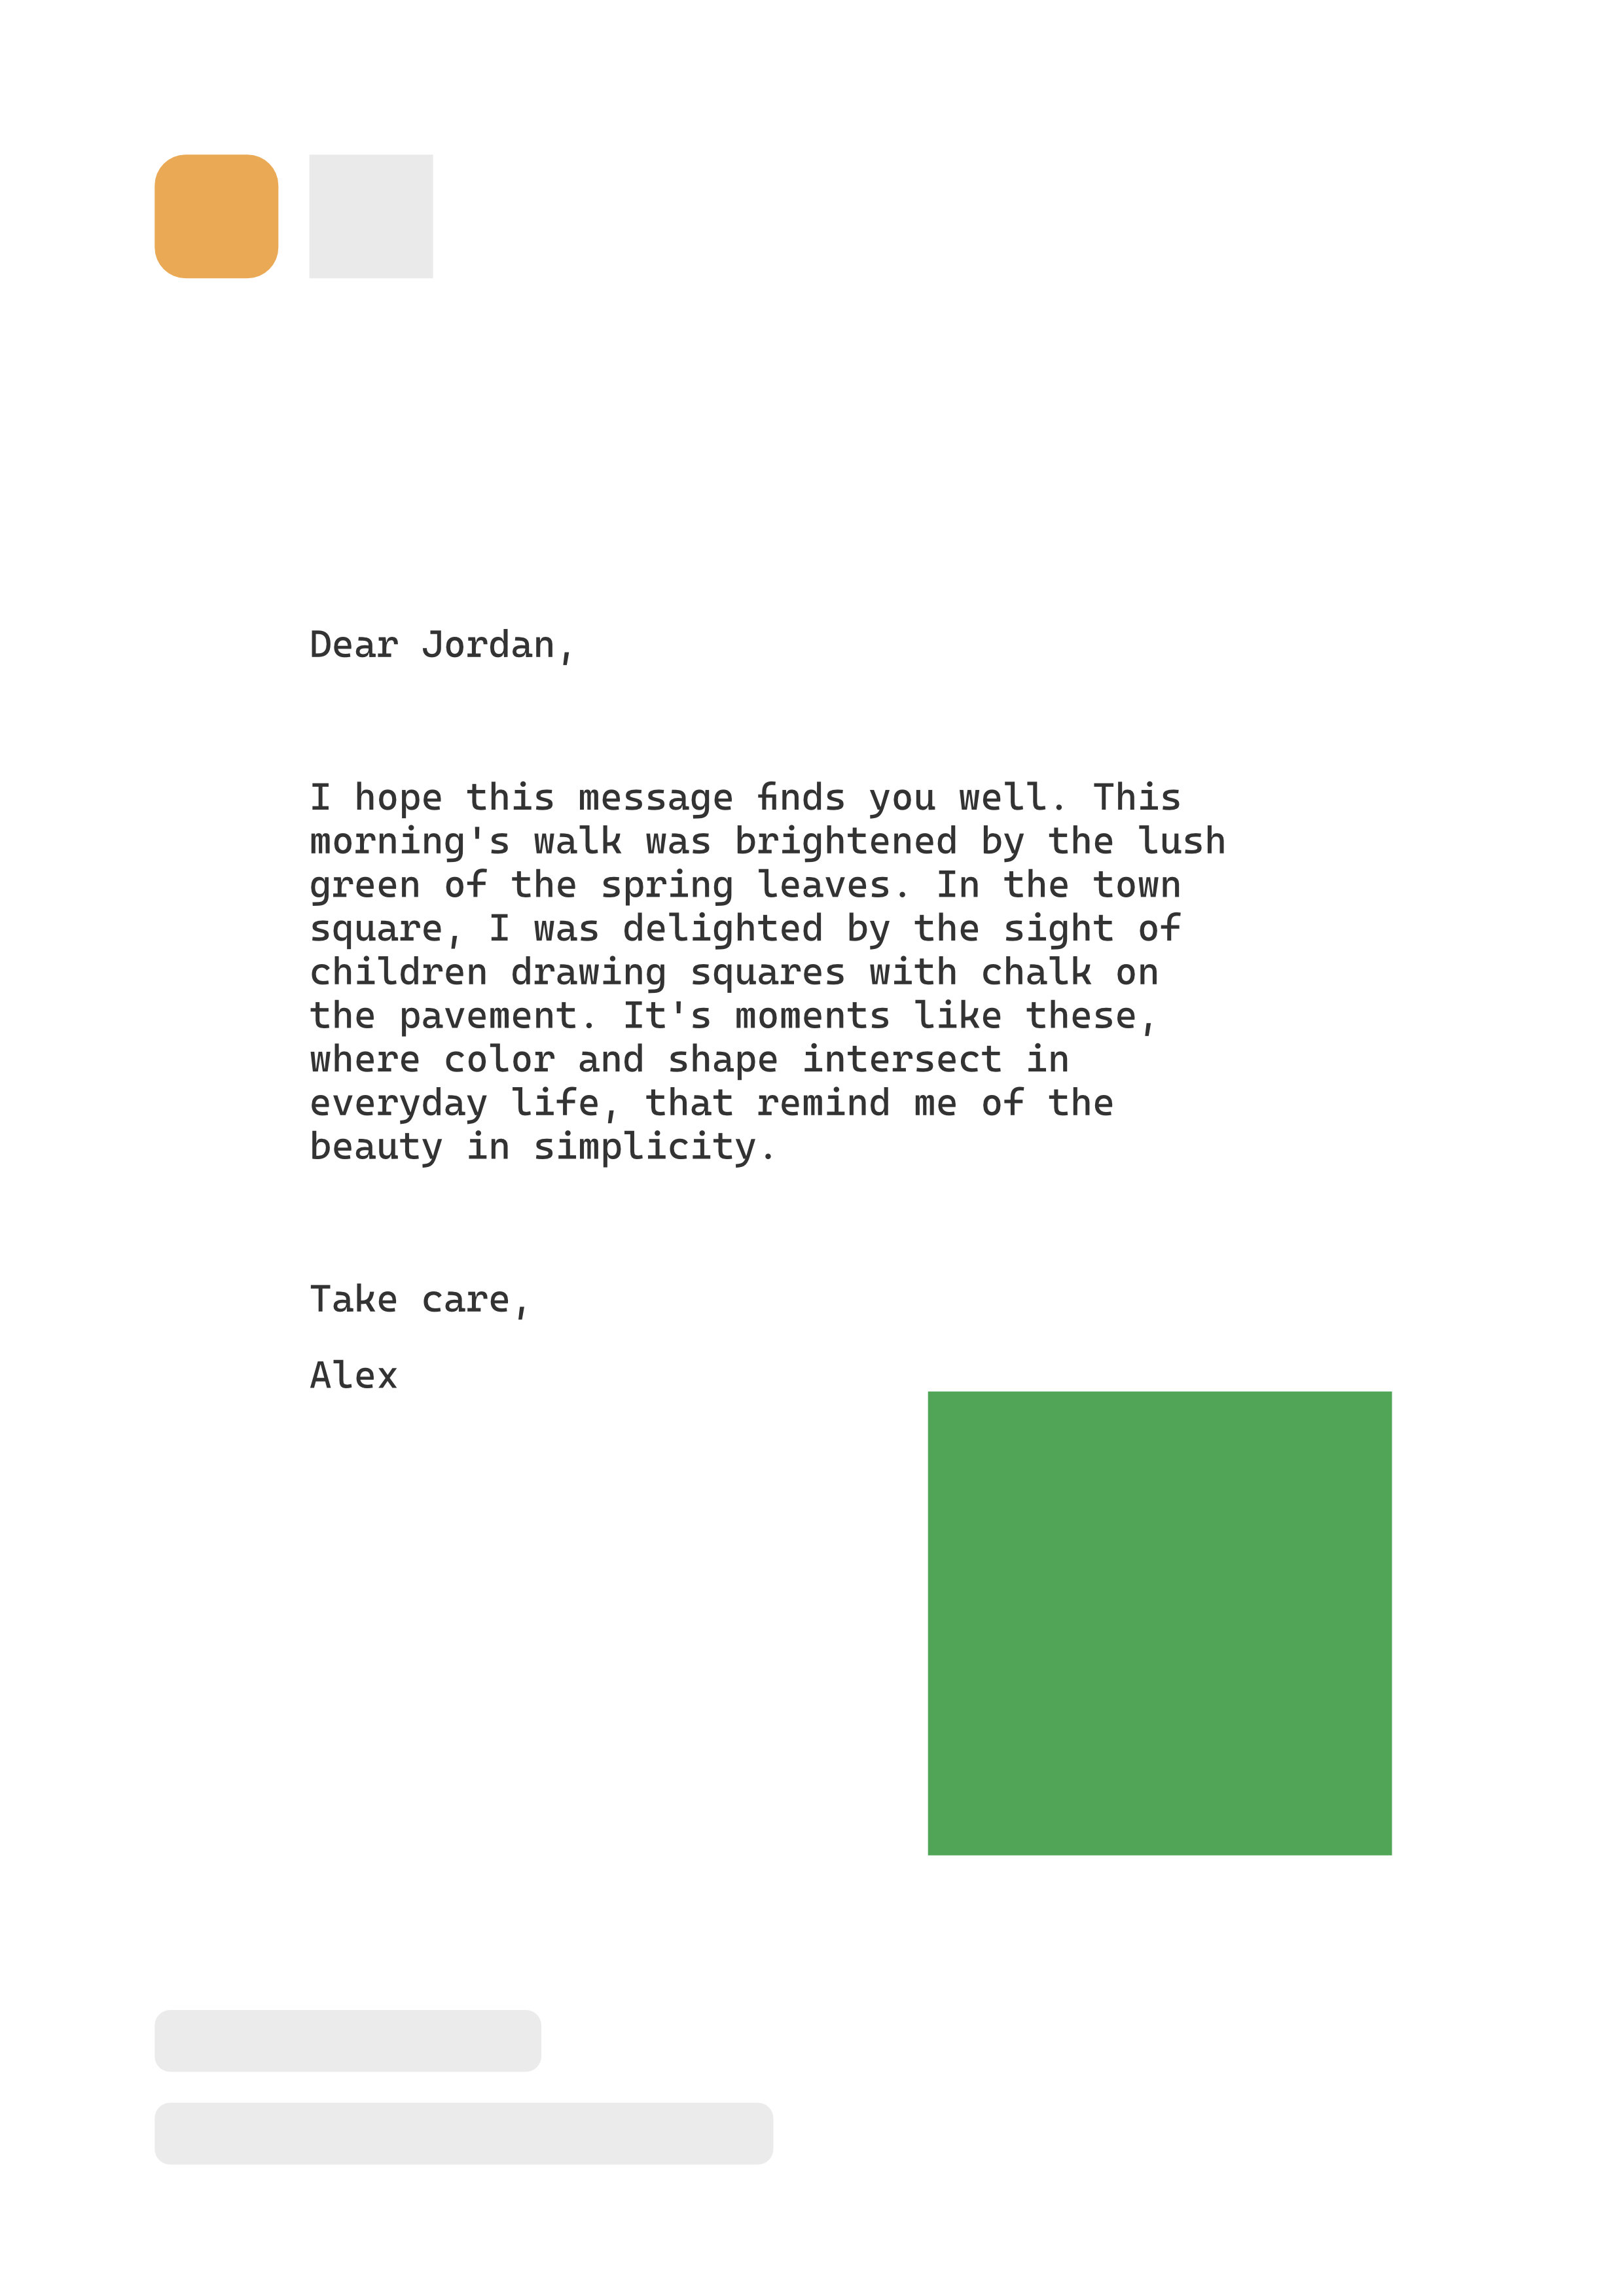 Dear Jordan,
I hope this message finds you well. This
morning's walk was brightened by the lush
green of the spring leaves. In the town
square, I was delighted by the sight of
children drawing squares with chalk on
the pavement. It's moments like these,
where color and shape intersect in
everyday life, that remind me of the
beauty in simplicity.
Take care,
Alex